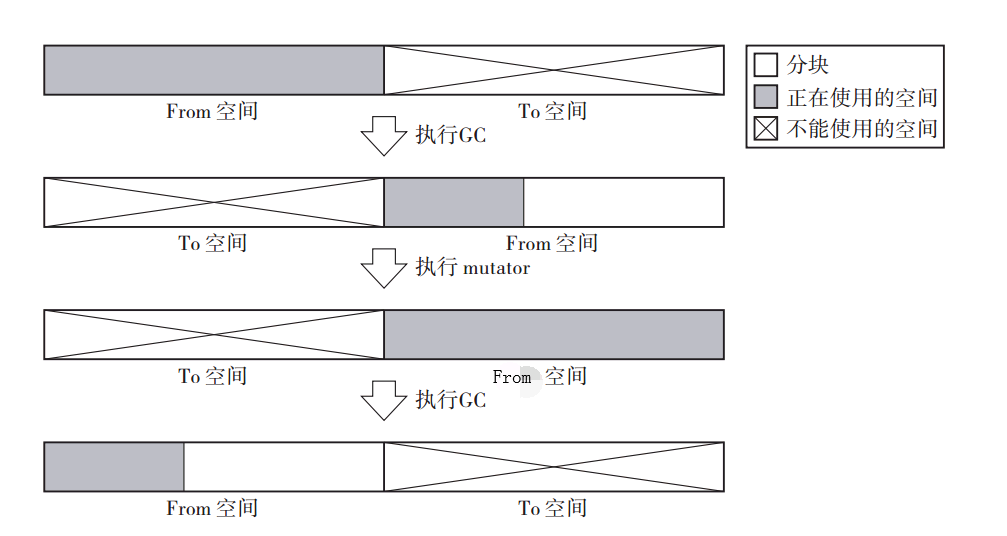 分块
正在使用的空间
不能使用的空间
From 空间
To 空间
执行GC
To 空间
From 空间
执行 mutator
To 空间
From 空间
执行GC
From 空间
To 空间